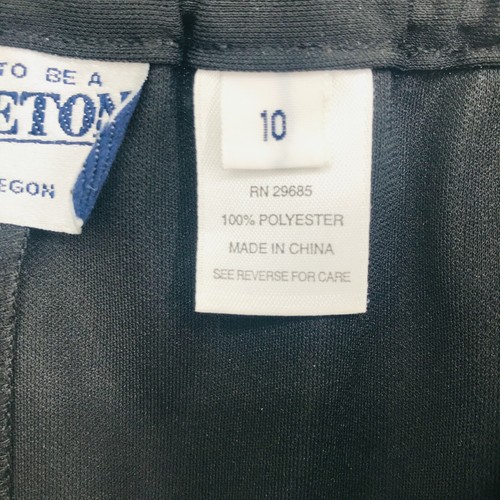 TO BE A
ETON
EGON
10
RN 29685
100% POLYESTER
MADE IN CHINA
SEE REVERSE FOR CARE